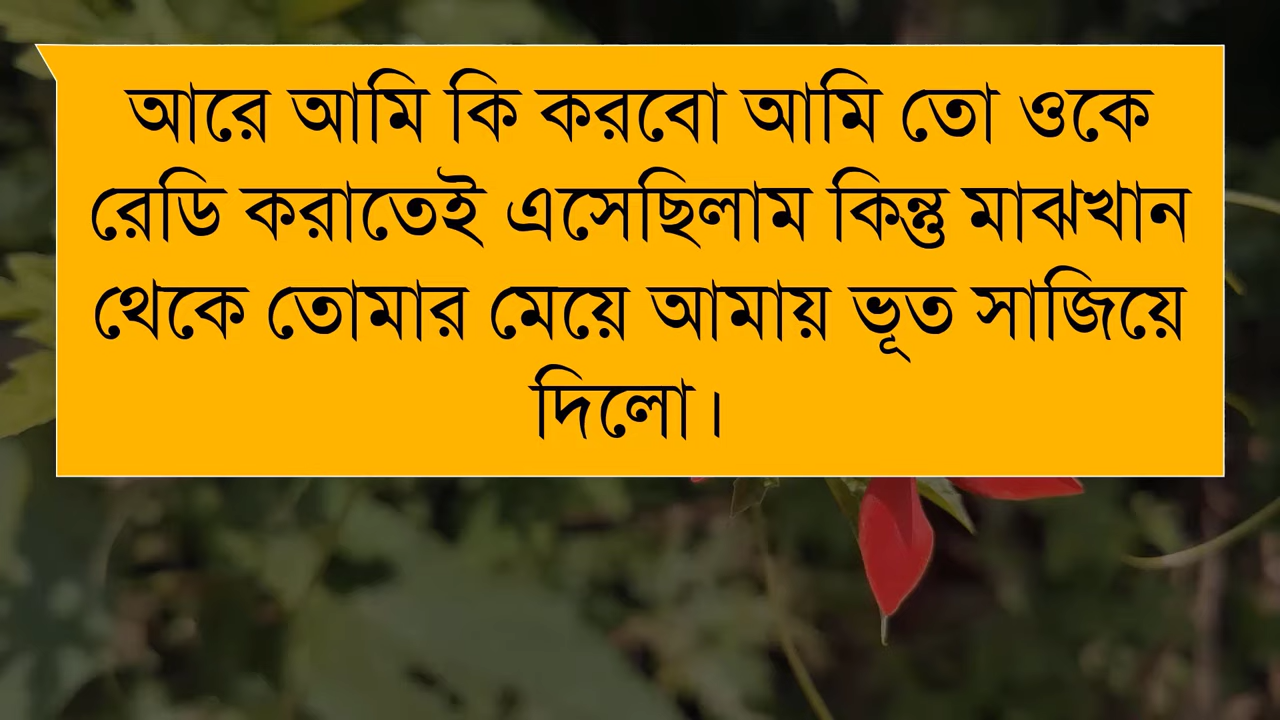 আরে আমি কি করবো আমি তো ওকে
রেডি করাতেই এসেছিলাম কিন্তু মাঝখান
থেকে তোমার মেয়ে আমায় ভূত সাজিয়ে
দিলো।